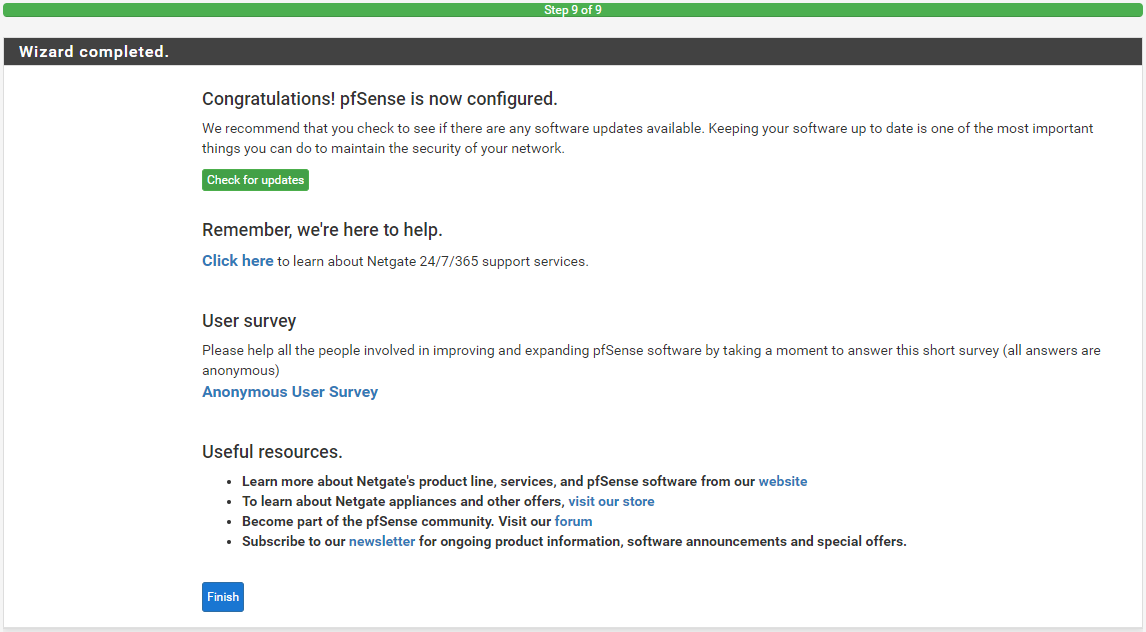 Step 9 of 9
Wizard completed.
Congratulations! pfSense is now configured.
We recommend that you check to see if there are any software updates available. Keeping your software up to date is one of the most important
things you can do to maintain the security of your network.
Check for updates
Remember, we're here to help.
Click here to learn about Netgate 24/7/365 support services.
User survey
Please help all the people involved in improving and expanding pfSense software by taking a moment to answer this short survey (all answers are
anonymous)
Anonymous User Survey
Useful resources.
• Learn more about Netgate's product line, services, and pfSense software from our website
• To learn about Netgate appliances and other offers, visit our store
• Become part of the pfSense community. Visit our forum
• Subscribe to our newsletter for ongoing product information, software announcements and special offers.
Finish